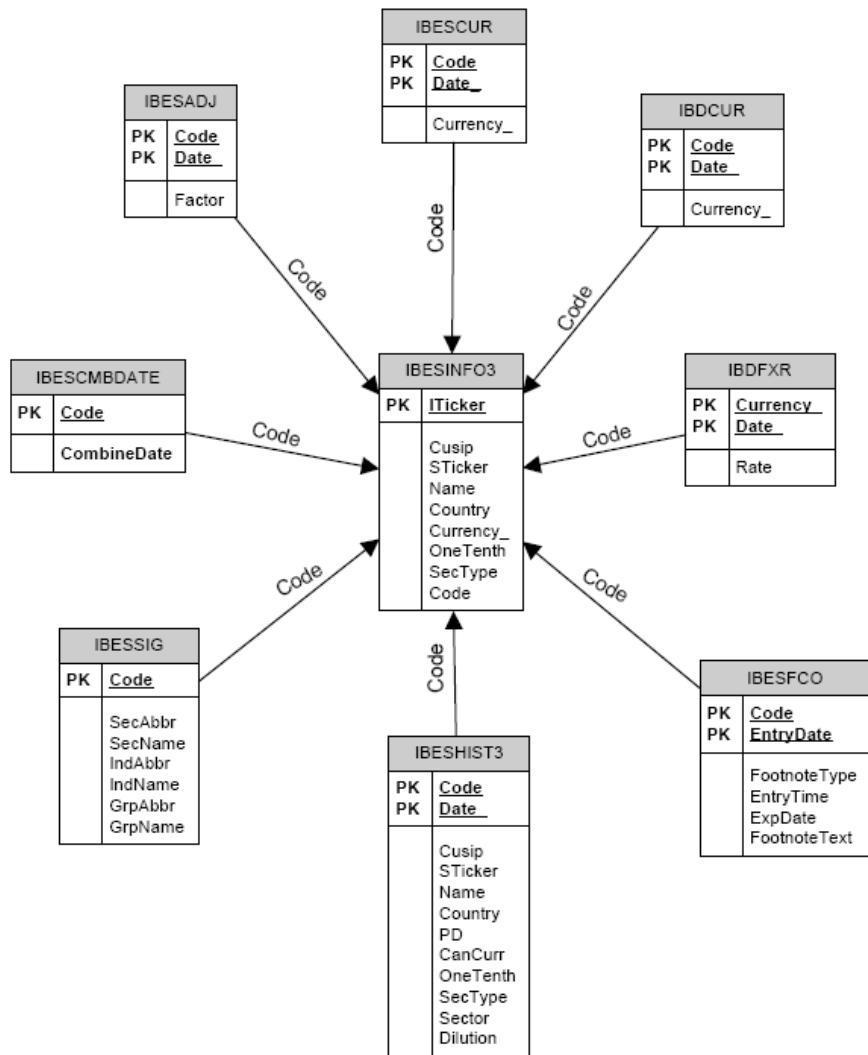 IBESCUR
PK Code
PK Date_
Currency_
IBESADJ
PK Code
PK Date_
Factor
IBDCUR
PK Code
PK Date_
Currency_
Code
Code
Code
IBESCMBDATE
PK Code
CombineDate
Code
IBESINFO3
PK ITicker
Cusip
STicker
Name
Country
Currency_
OneTenth
SecType
Code
IBDFXR
PK Currency_
PK Date_
Rate
Code
Code
Code
Code
IBESSIG
PK Code
SecAbbr
SecName
IndAbbr
IndName
GrpAbbr
GrpName
IBESHIST3
PK Code
PK Date_
Cusip
STicker
Name
Country
PD
CanCurr
OneTenth
SecType
Sector
Dilution
IBESFCO
PK Code
PK EntryDate
FootnoteType
EntryTime
ExpDate
FootnoteText